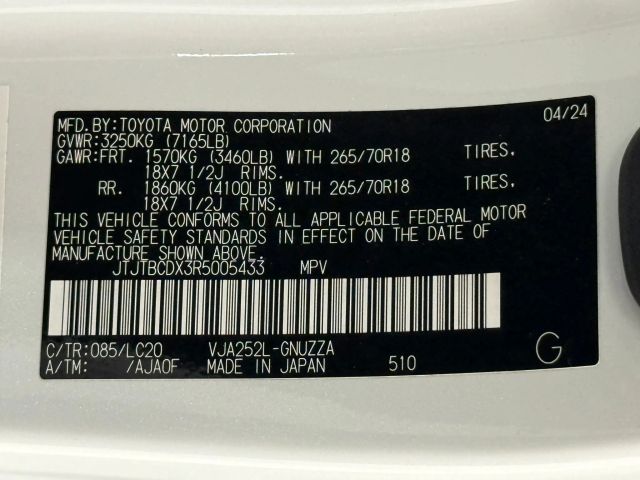 MFD.BY:TOYOTA MOTOR CORPORATION 04/24
GVWR:3250KG (7165LB)
GAWR:FRT. 1570KG (3460LB) WITH 265/70R18 TIRES,
18X7 1/2J RIMS.
RR. 1860KG (4100LB) WITH 265/70R18 TIRES,
18X7 1/2J RIMS.
THIS VEHICLE CONFORMS TO ALL APPLICABLE FEDERAL MOTOR
VEHICLE SAFETY STANDARDS IN EFFECT ON THE DATE OF
MANUFACTURE SHOWN ABOVE.
JTJTBCDX3R5005433 MPV
C/TR:085/LC20 VJA252L-GNUZZA
A/TM: /AJA0F MADE IN JAPAN 510 G